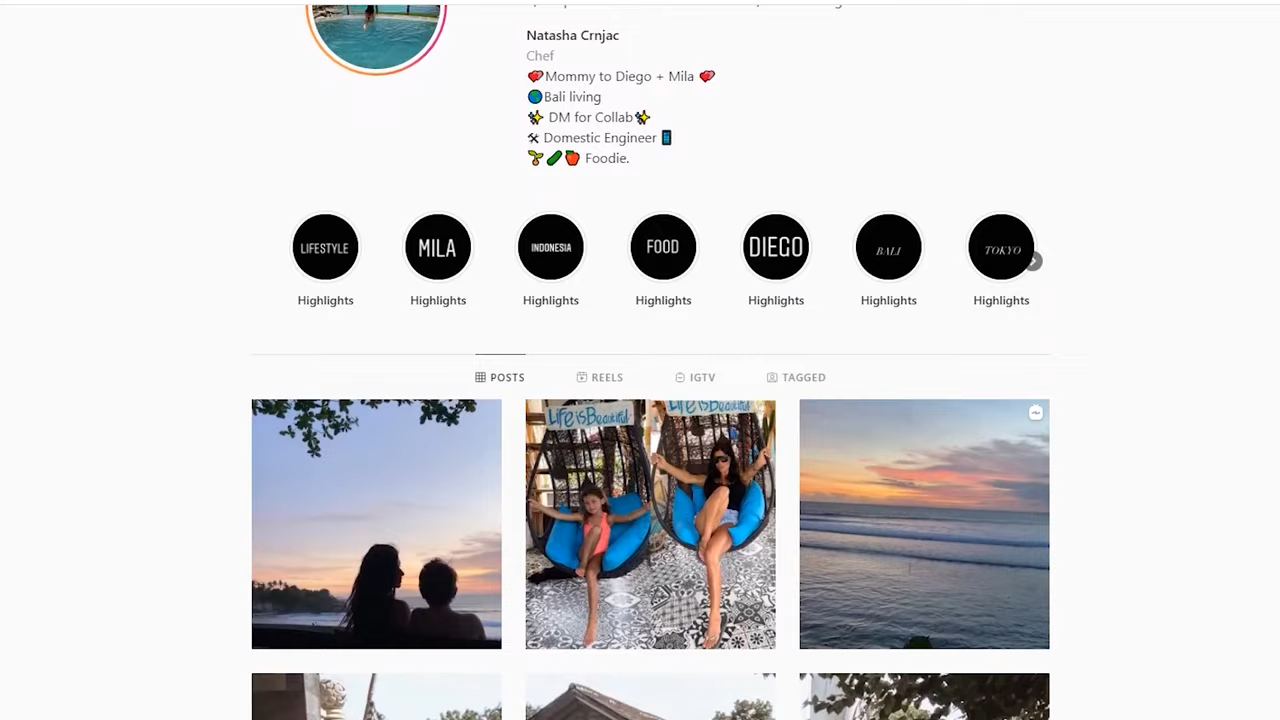 Natasha Crnjac
Chef
💕Mommy to Diego + Mila 💕
🌎Bali living
✨ DM for Collab✨
🛠 Domestic Engineer 📱
🌱🥒🍎 Foodie.
LIFESTYLE
MILA
INDONESIA
FOOD
DIEGO
BALI
TOKYO
Highlights
Highlights
Highlights
Highlights
Highlights
Highlights
Highlights
POSTS
REELS
IGTV
TAGGED
Life is Beautiful
Life is Beautiful